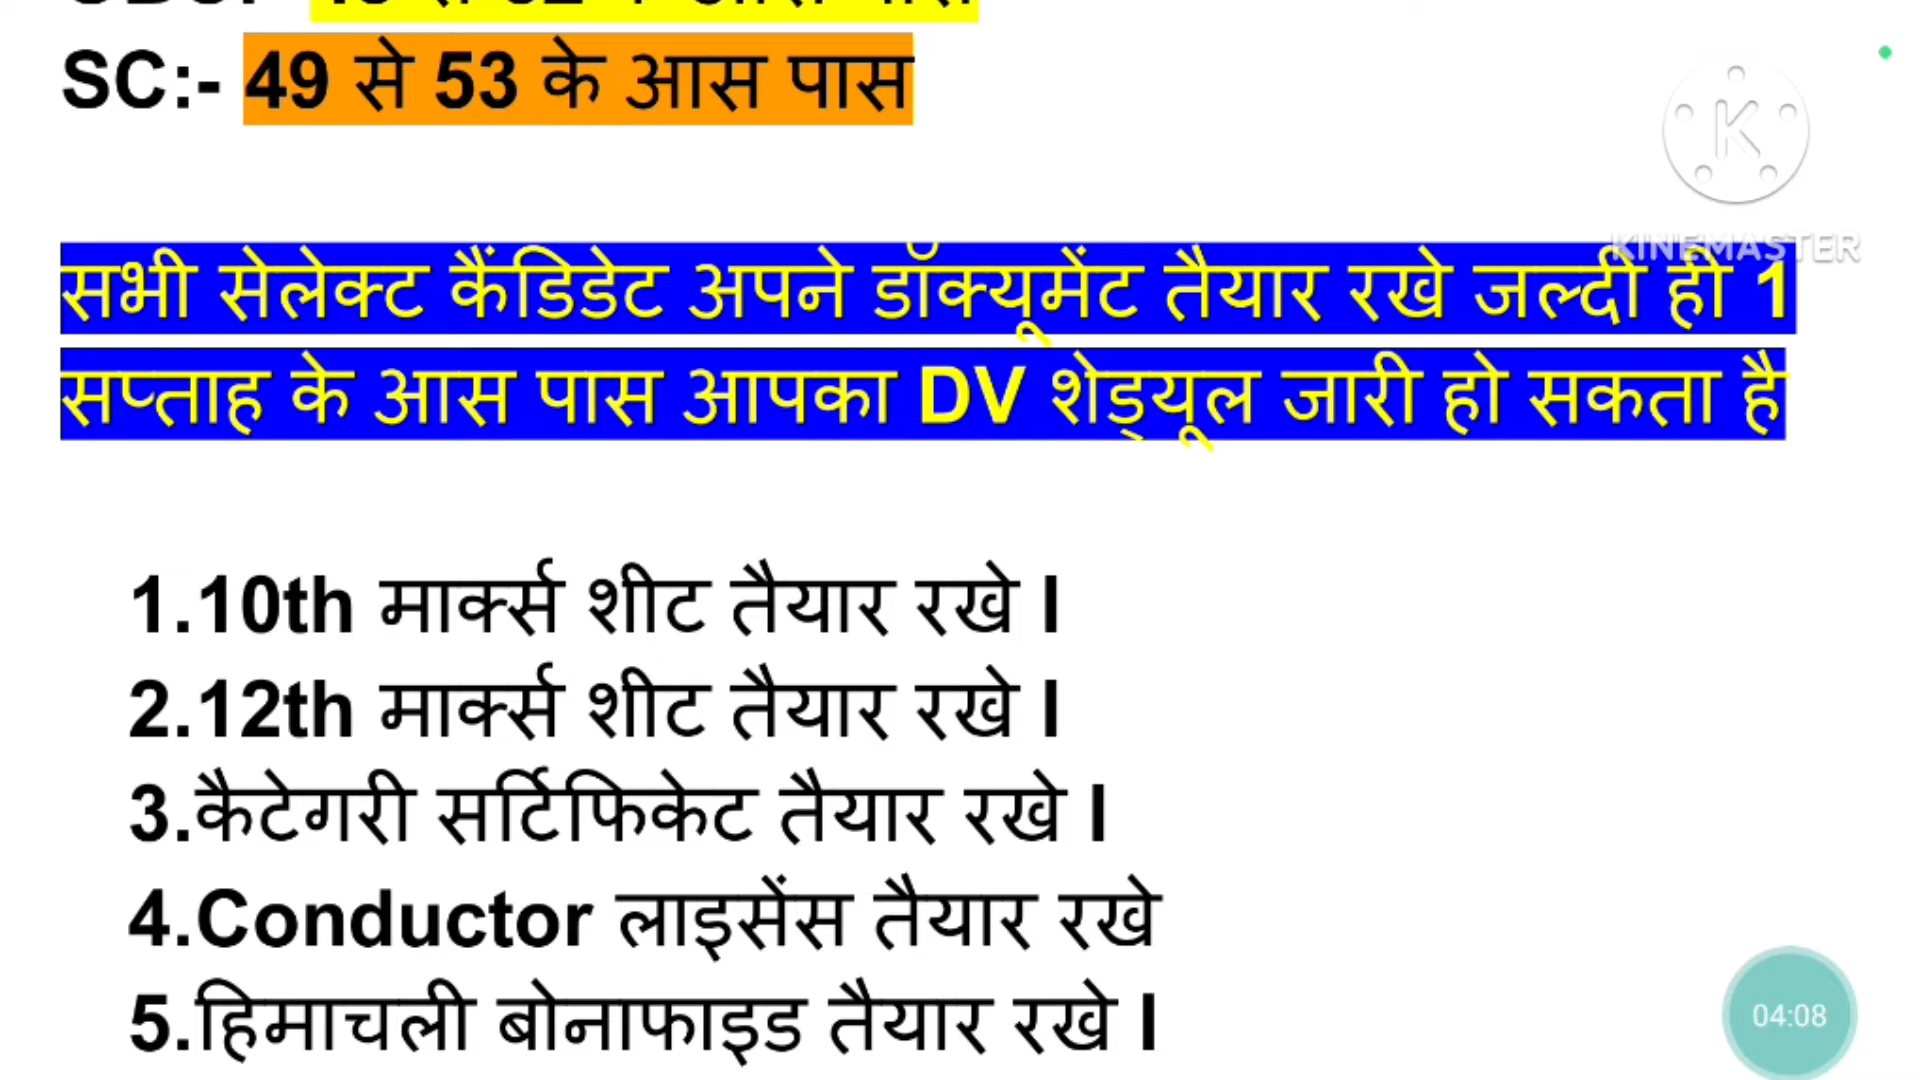 SC:- 49 से 53 के आस पास
K
KINEMASTER
सभी सेलेक्ट कैंडिडेट अपने डॉक्यूमेंट तैयार रखे जल्दी ही 1
सप्ताह के आस पास आपका DV शेड्यूल जारी हो सकता है
1.10th मार्क्स शीट तैयार रखे I
2.12th मार्क्स शीट तैयार रखे I
3.कैटेगरी सर्टिफिकेट तैयार रखे I
4.Conductor लाइसेंस तैयार रखे
5.हिमाचली बोनाफाइड तैयार रखे I
04:08